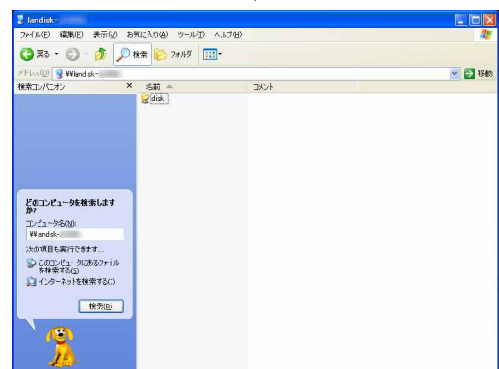 landisk-
ファイル(F) 編集(E) 表示(V) お気に入り(A) ツール(T) ヘルプ(H)
戻る 検索 フォルダ
アドレス(D) ¥¥landisk- 移動
検索コンパニオン × 名前 コメント
disk
どのコンピュータを検索します
か?
コンピュータ名(N):
¥¥landsk-
次の項目も実行できます...
このコンピュータにあるファイル
を検索する(S)
インターネットを検索する(C)
検索(R)